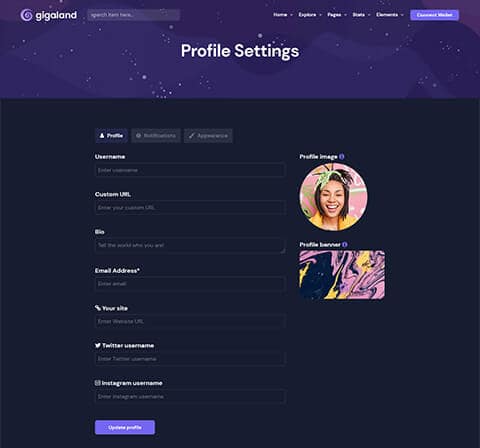 gigaland
search item here...
Home Explore Pages Stats Elements Connect Wallet
Profile Settings
Profile Notifications Appearance
Username
Enter username
Custom URL
Enter your custom URL
Bio
Tell the world who you are!
Email Address*
Enter email
Your site
Enter Website URL
Twitter username
Enter Twitter username
Instagram username
Enter Instagram username
Update profile
Profile image
Profile banner